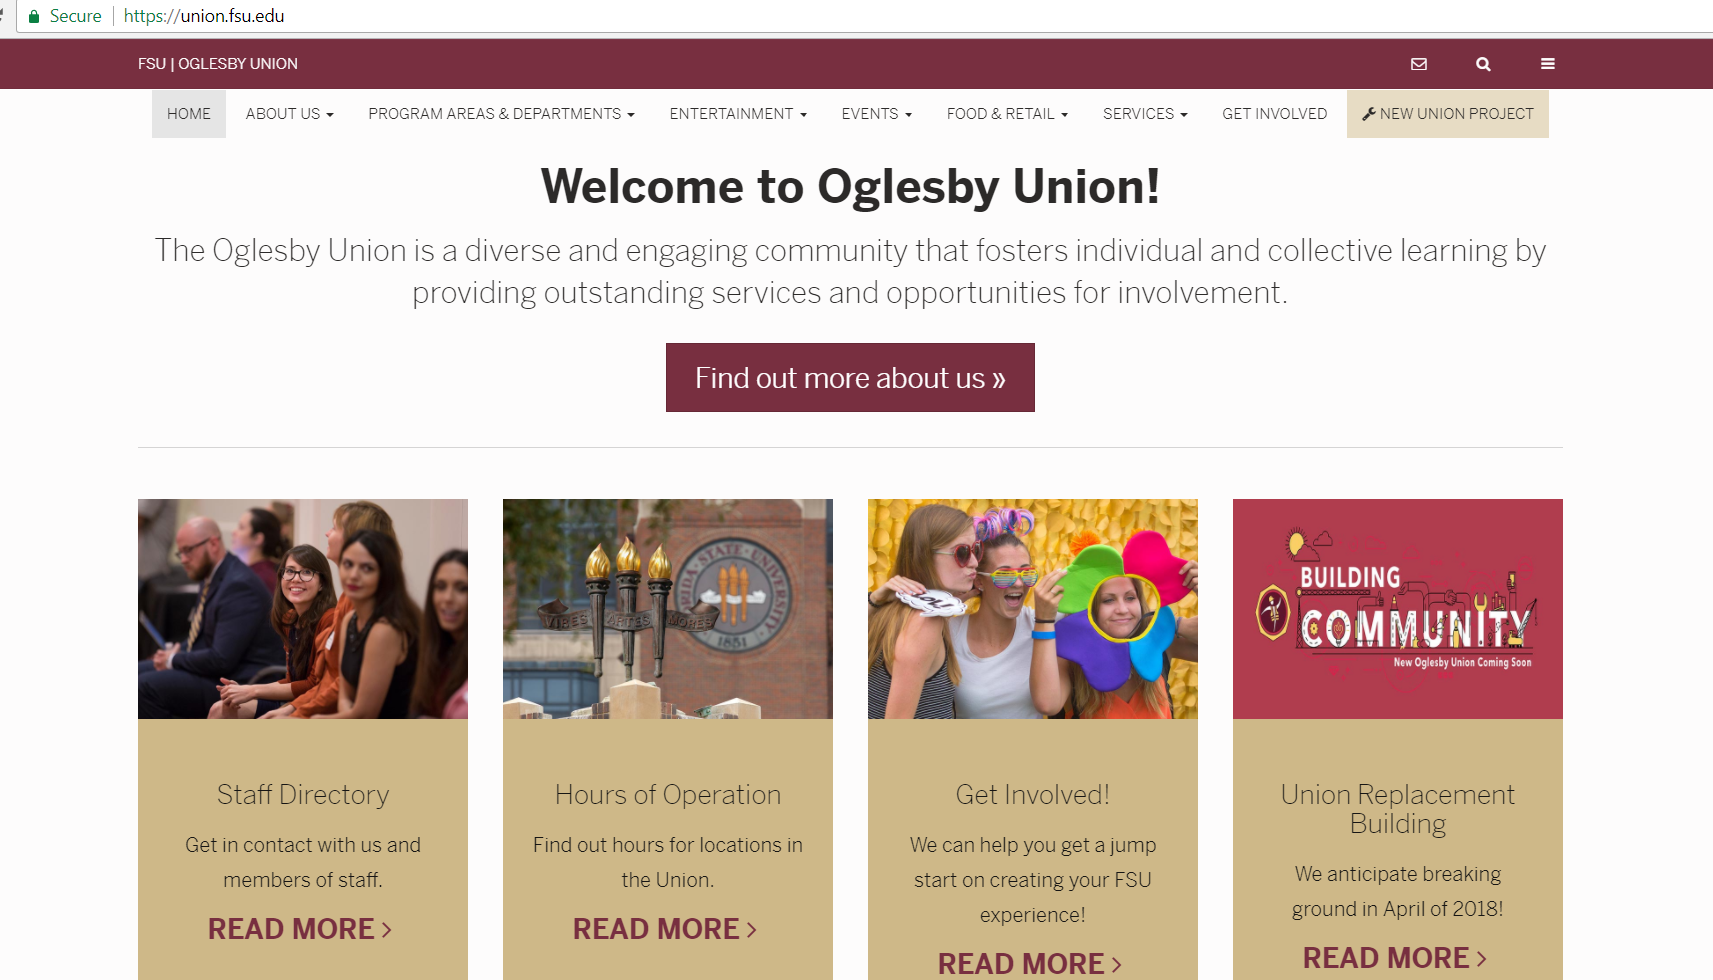 Secure https://union.fsu.edu
FSU | OGLESBY UNION
HOME ABOUT US PROGRAM AREAS & DEPARTMENTS ENTERTAINMENT EVENTS FOOD & RETAIL SERVICES GET INVOLVED NEW UNION PROJECT
Welcome to Oglesby Union!
The Oglesby Union is a diverse and engaging community that fosters individual and collective learning by
providing outstanding services and opportunities for involvement.
Find out more about us »
VIRES ARTES MORES
STATE · UNIVERSITY
1851
BUILDING
COMMUNITY
New Oglesby Union Coming Soon
Staff Directory
Get in contact with us and
members of staff.
READ MORE >
Hours of Operation
Find out hours for locations in
the Union.
READ MORE >
Get Involved!
We can help you get a jump
start on creating your FSU
experience!
READ MORE >
Union Replacement
Building
We anticipate breaking
ground in April of 2018!
READ MORE >